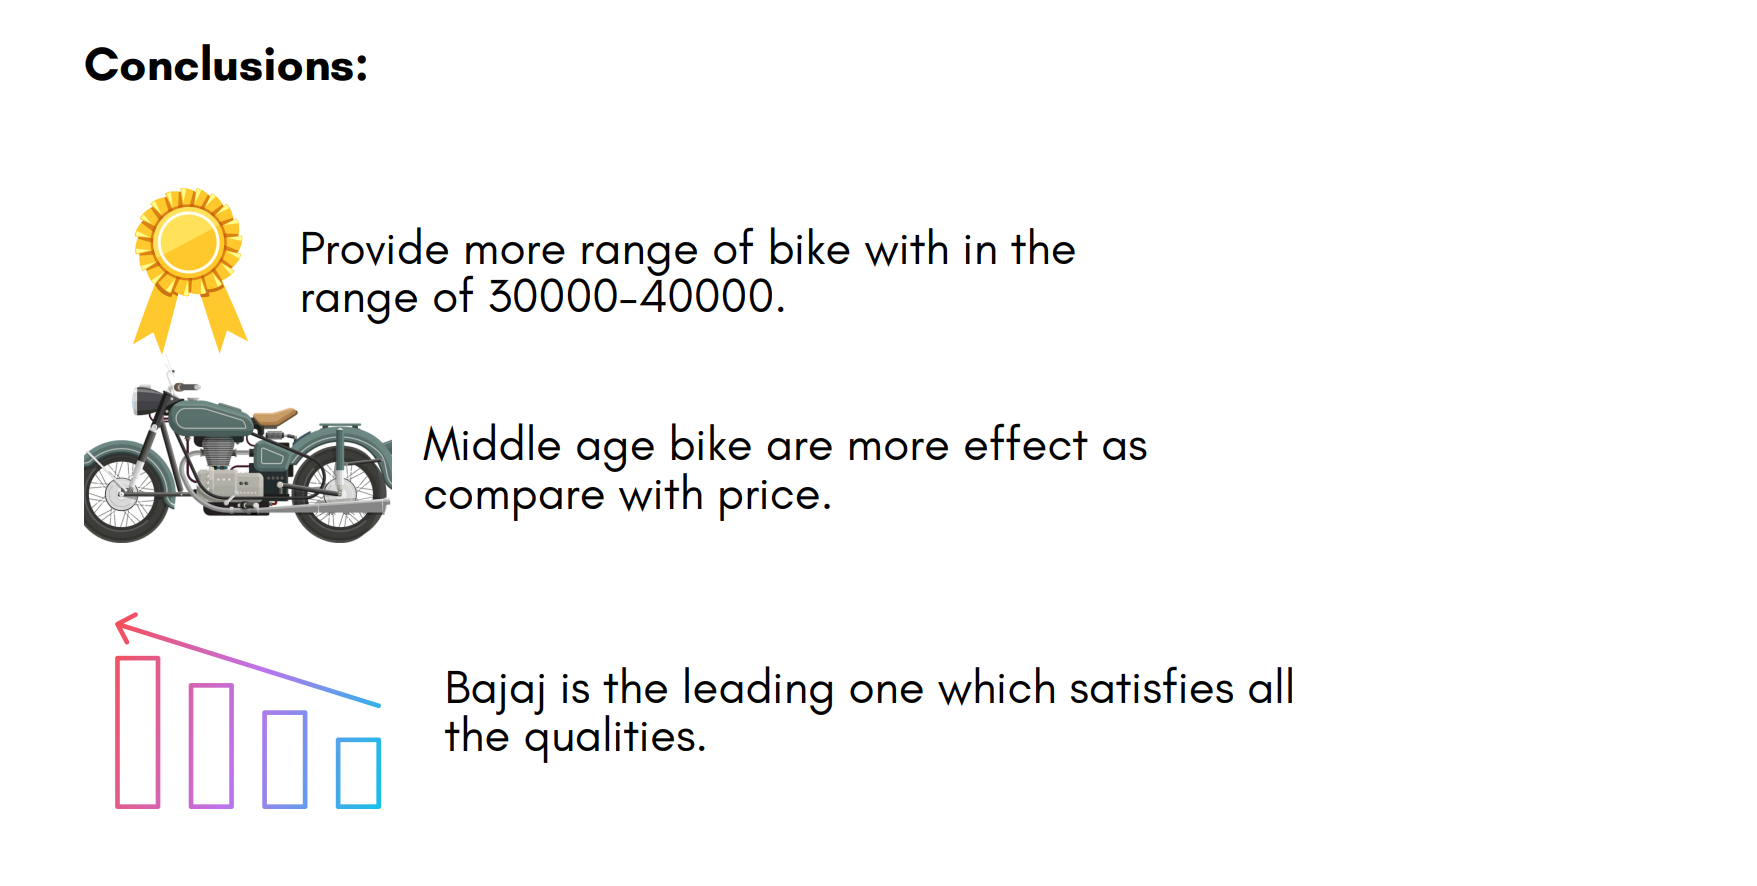 Conclusions:
Provide more range of bike with in the
range of 30000-40000.
Middle age bike are more effect as
compare with price.
Bajaj is the leading one which satisfies all
the qualities.